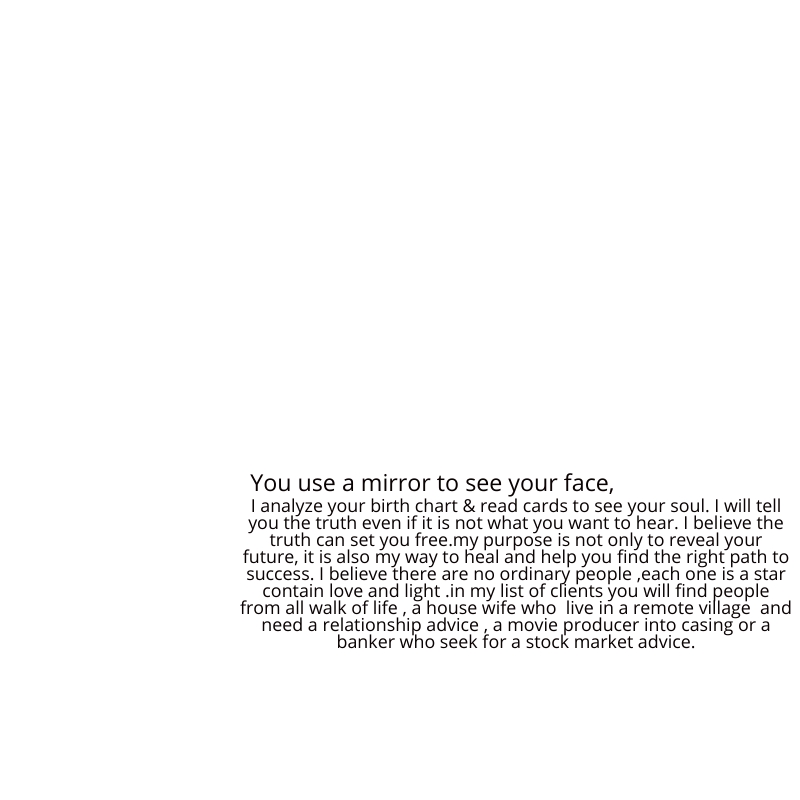 You use a mirror to see your face,
I analyze your birth chart & read cards to see your soul. I will tell
you the truth even if it is not what you want to hear. I believe the
truth can set you free.my purpose is not only to reveal your
future, it is also my way to heal and help you find the right path to
success. I believe there are no ordinary people ,each one is a star
contain love and light .in my list of clients you will find people
from all walk of life , a house wife who  live in a remote village  and
need a relationship advice , a movie producer into casing or a
banker who seek for a stock market advice.